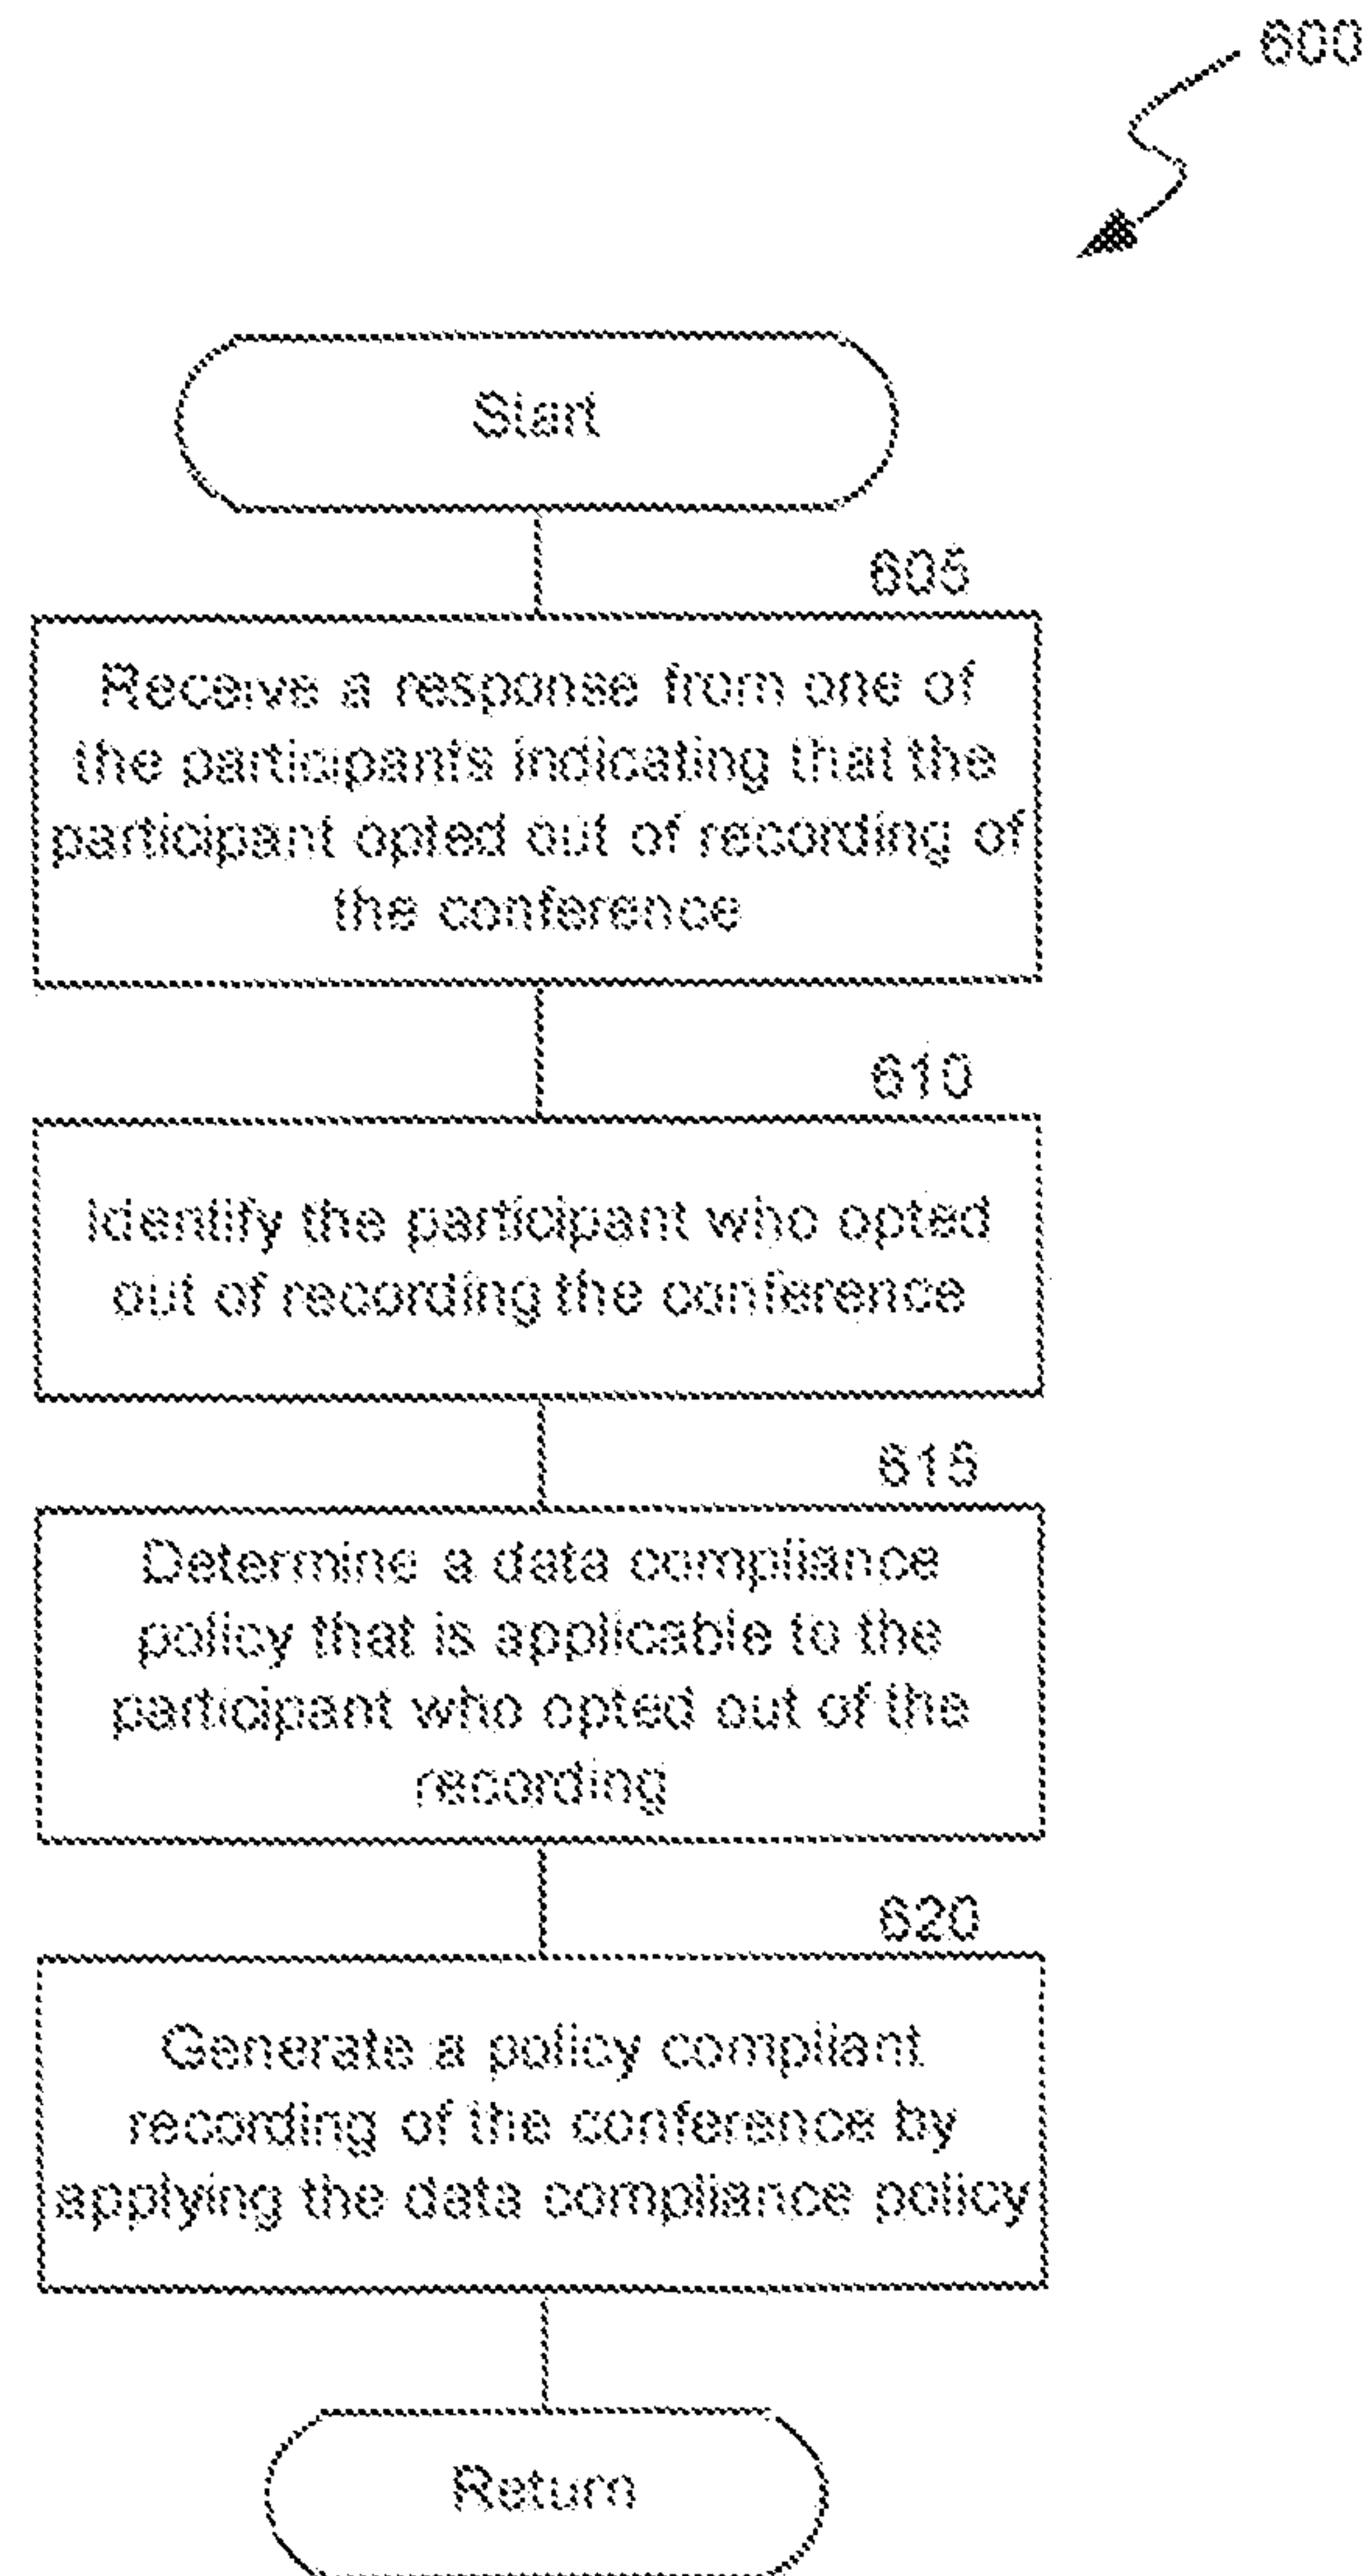 600
Start
605
Receive a response from one of
the participants indicating that the
participant opted out of recording of
the conference
610
Identify the participant who opted
out of recording the conference
615
Determine a data compliance
policy that is applicable to the
participant who opted out of the
recording
620
Generate a policy compliant
recording of the conference by
applying the data compliance policy
Return